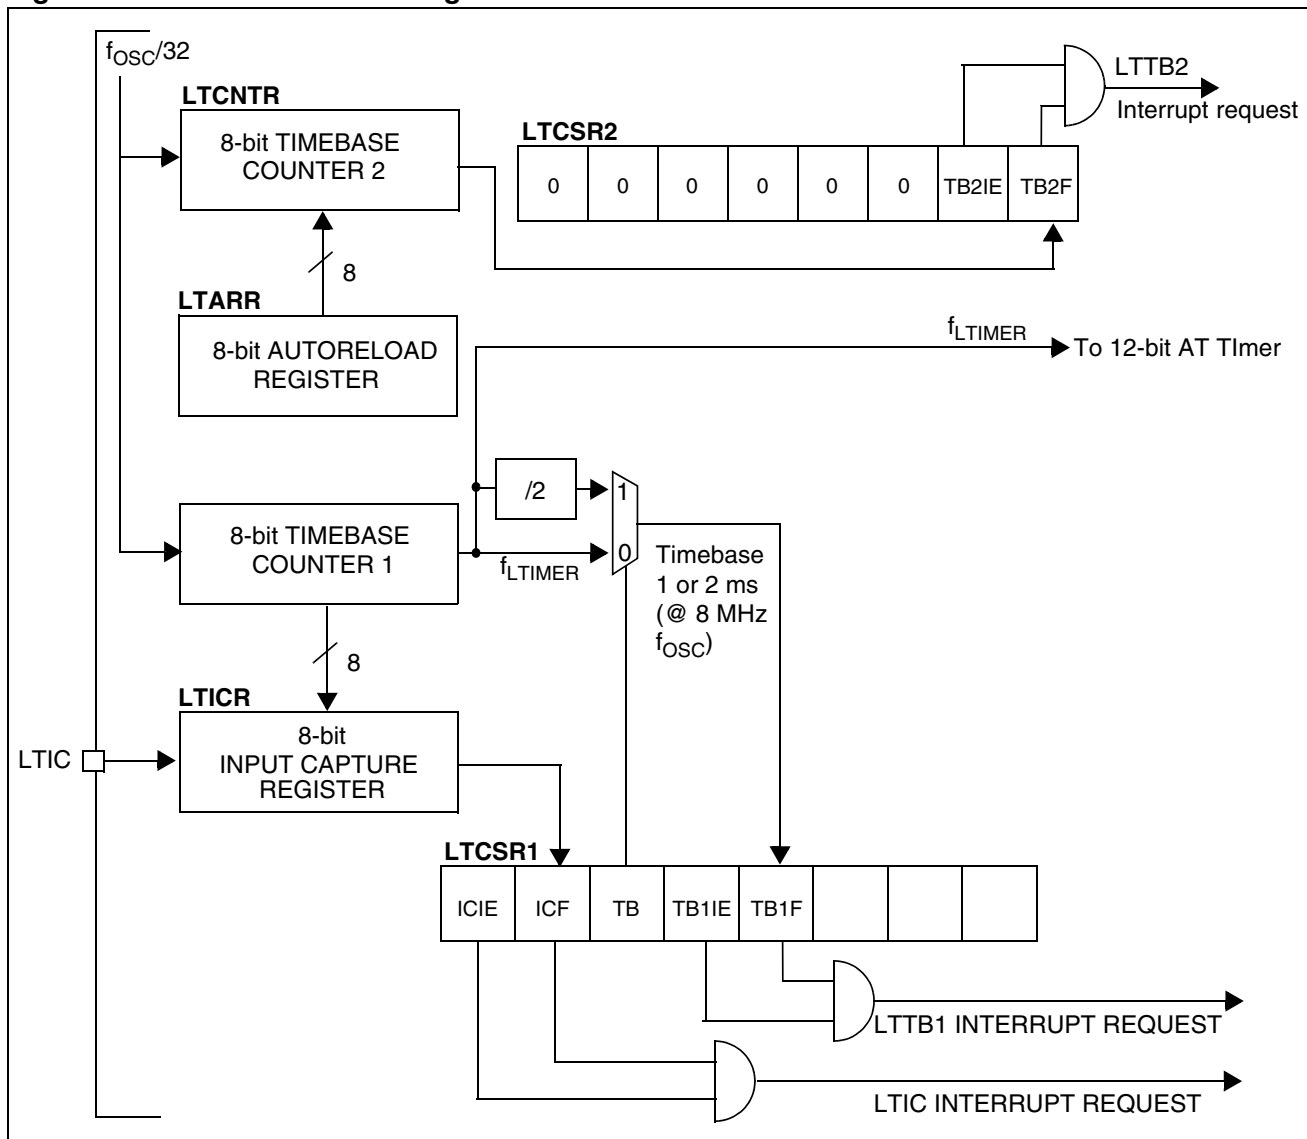 fOSC/32
LTCNTR
8-bit TIMEBASE
COUNTER 2
8
LTARR
8-bit AUTORELOAD
REGISTER
LTCSR2
0 0 0 0 0 0 TB2IE TB2F
LTTB2
Interrupt request
fLTIMER
To 12-bit AT TImer
/2
1
0
8-bit TIMEBASE
COUNTER 1
fLTIMER
Timebase
1 or 2 ms
(@ 8 MHz
fOSC)
8
LTICR
LTIC
8-bit
INPUT CAPTURE
REGISTER
LTCSR1
ICIE ICF TB TB1IE TB1F
LTTB1 INTERRUPT REQUEST
LTIC INTERRUPT REQUEST